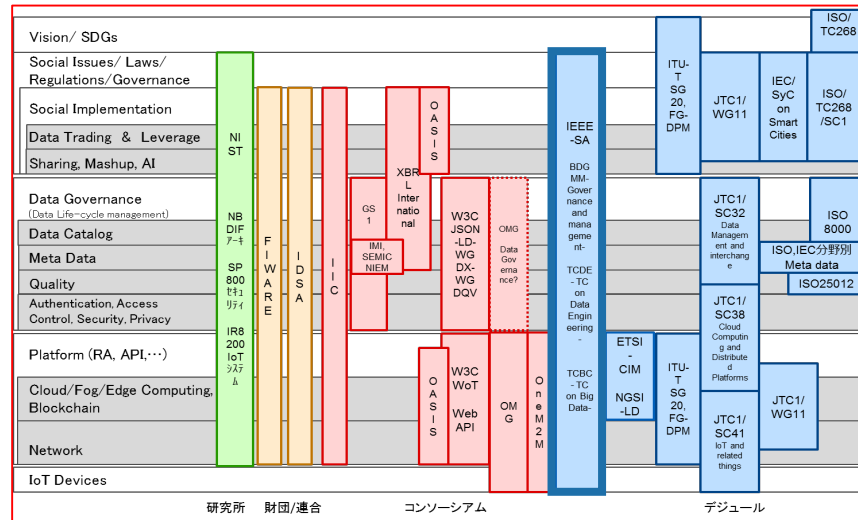 Vision/ SDGs
Social Issues/ Laws/
Regulations/Governance
Social Implementation
Data Trading & Leverage
Sharing, Mashup, AI
Data Governance
(Data Life-cycle management)
Data Catalog
Meta Data
Quality
Authentication, Access
Control, Security, Privacy
Platform (RA, API,…)
Cloud/Fog/Edge Computing,
Blockchain
Network
IoT Devices
NI
ST
NB
DIF
ｱｰｷ
SP
800
ｾｷｭ
ﾘﾃｨ
IR8
200
IoT
ｼｽﾃ
ﾑ
F
I
W
A
R
E
I
D
S
A
I
I
C
GS
1
IMI,
SEMIC
NIEM
XBR
L
Inter
natio
nal
O
A
S
I
S
O
A
S
I
S
W3C
JSON
-LD-
WG
DX-
WG
DQV
W3C
WoT
Web
API
OMG
Data
Gover
nance?
OM
G
O
n
e
M
2
M
IEEE
-SA
BDG
MM-Gover
nance
and
manage
ment-
TCDE
- TC
on
Data
Engineer
ing
-
TCBC
- TC
on Big
Data-
ETSI
-
CIM
NGSI
-LD
ITU-
T
SG
20,
FG-
DPM
ITU-
T
SG
20,
FG-
DPM
JTC1/
WG11
JTC1/
SC32
Data
Managem
ent and
interchang
e
JTC1/
SC38
Cloud
Computin
g and
Distribute
d
Platforms
JTC1/
SC41
IoT and
related
things
IEC/
SyC
on
Smart
Cities
JTC1/
WG11
ISO/
TC268
ISO/
TC268
/SC1
ISO
8000
ISO,IEC分野別
Meta data
ISO25012
研究所
財団/連合
コンソーシアム
デジュール